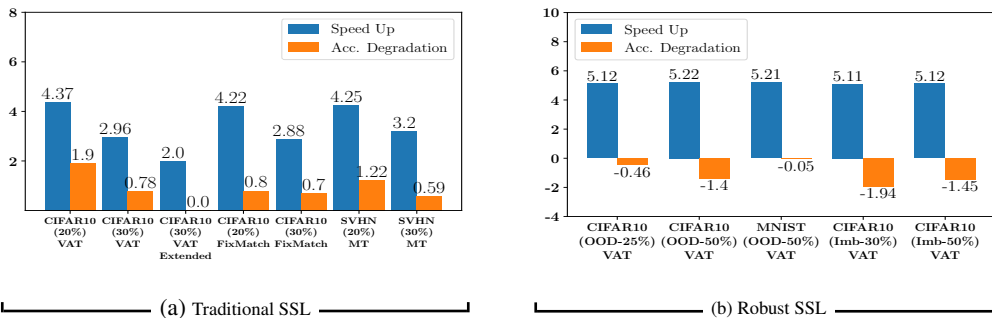 8
6
4
2
Speed Up
Acc. Degradation
4.37
1.9
2.96
0.78
2.0
0.0
4.22
0.8
2.88
0.7
4.25
1.22
3.2
0.59
CIFAR10 (20%) VAT
CIFAR10 (30%) VAT
CIFAR10 (30%) VAT Extended
CIFAR10 (20%) FixMatch
CIFAR10 (30%) FixMatch
SVHN (20%) MT
SVHN (30%) MT
(a) Traditional SSL
10
8
6
4
2
0
-2
-4
Speed Up
Acc. Degradation
5.12
-0.46
5.22
-1.4
5.21
-0.05
5.11
-1.94
5.12
-1.45
CIFAR10 (OOD-25%) VAT
CIFAR10 (OOD-50%) VAT
MNIST (OOD-50%) VAT
CIFAR10 (Imb-30%) VAT
CIFAR10 (Imb-50%) VAT
(b) Robust SSL